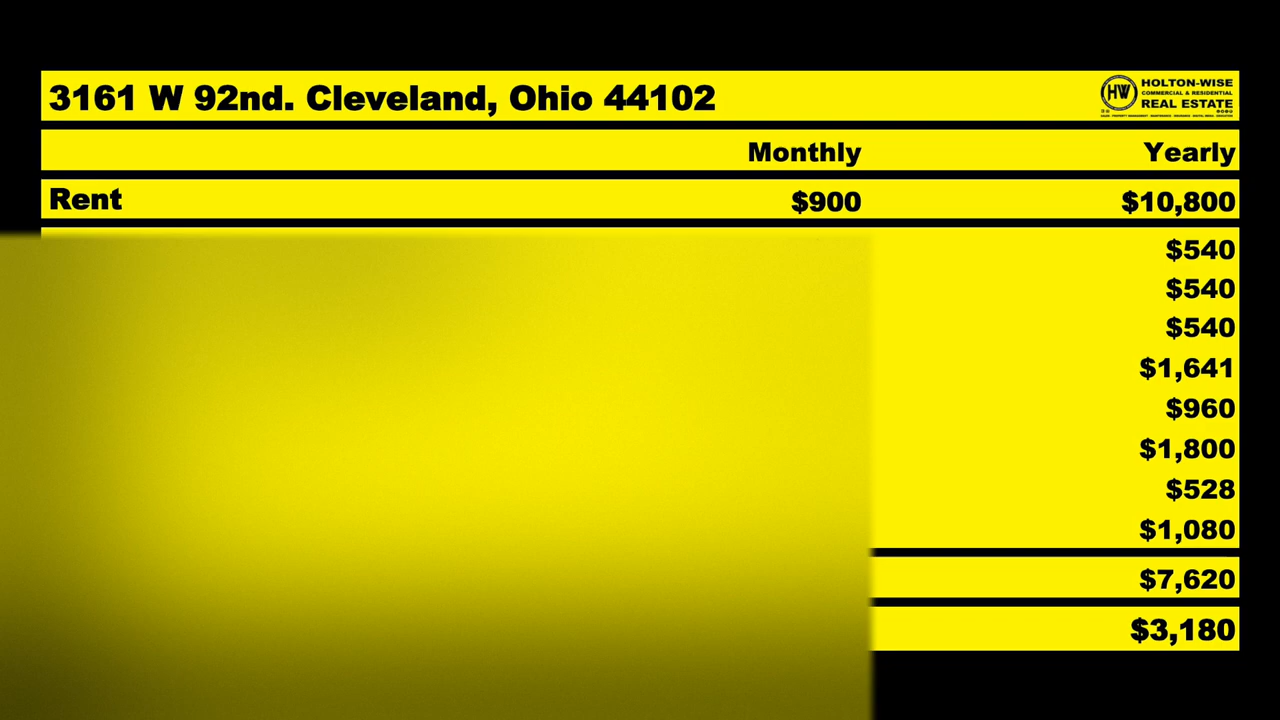 3161 W 92nd. Cleveland, Ohio 44102
HW
HOLTON-WISE
COMMERCIAL & RESIDENTIAL
REAL ESTATE
Monthly Yearly
Rent $900 $10,800
$540
$540
$540
$1,641
$960
$1,800
$528
$1,080
$7,620
$3,180